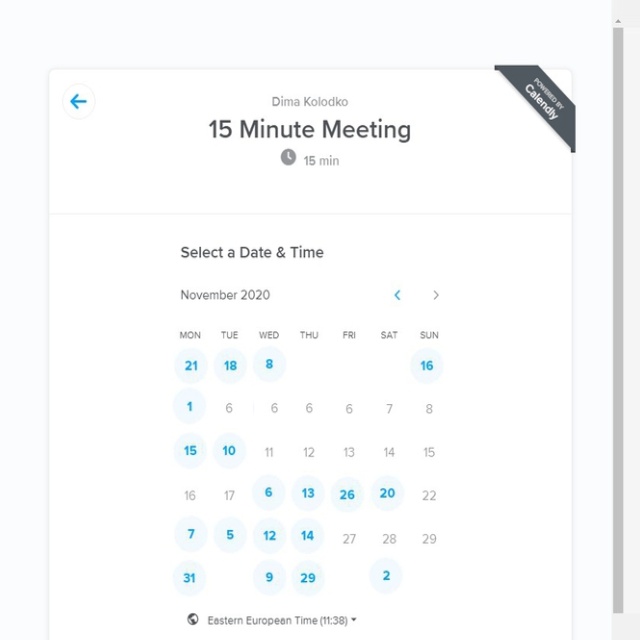 POWERED BY
Calendly
Dima Kolodko
15 Minute Meeting
15 min
Select a Date & Time
November 2020
MON TUE WED THU FRI SAT SUN
21 18 8 16
1 6 6 6 6 7 8
15 10 11 12 13 14 15
16 17 6 13 26 20 22
7 5 12 14 27 28 29
31 9 29 2
Eastern European Time (11:38)